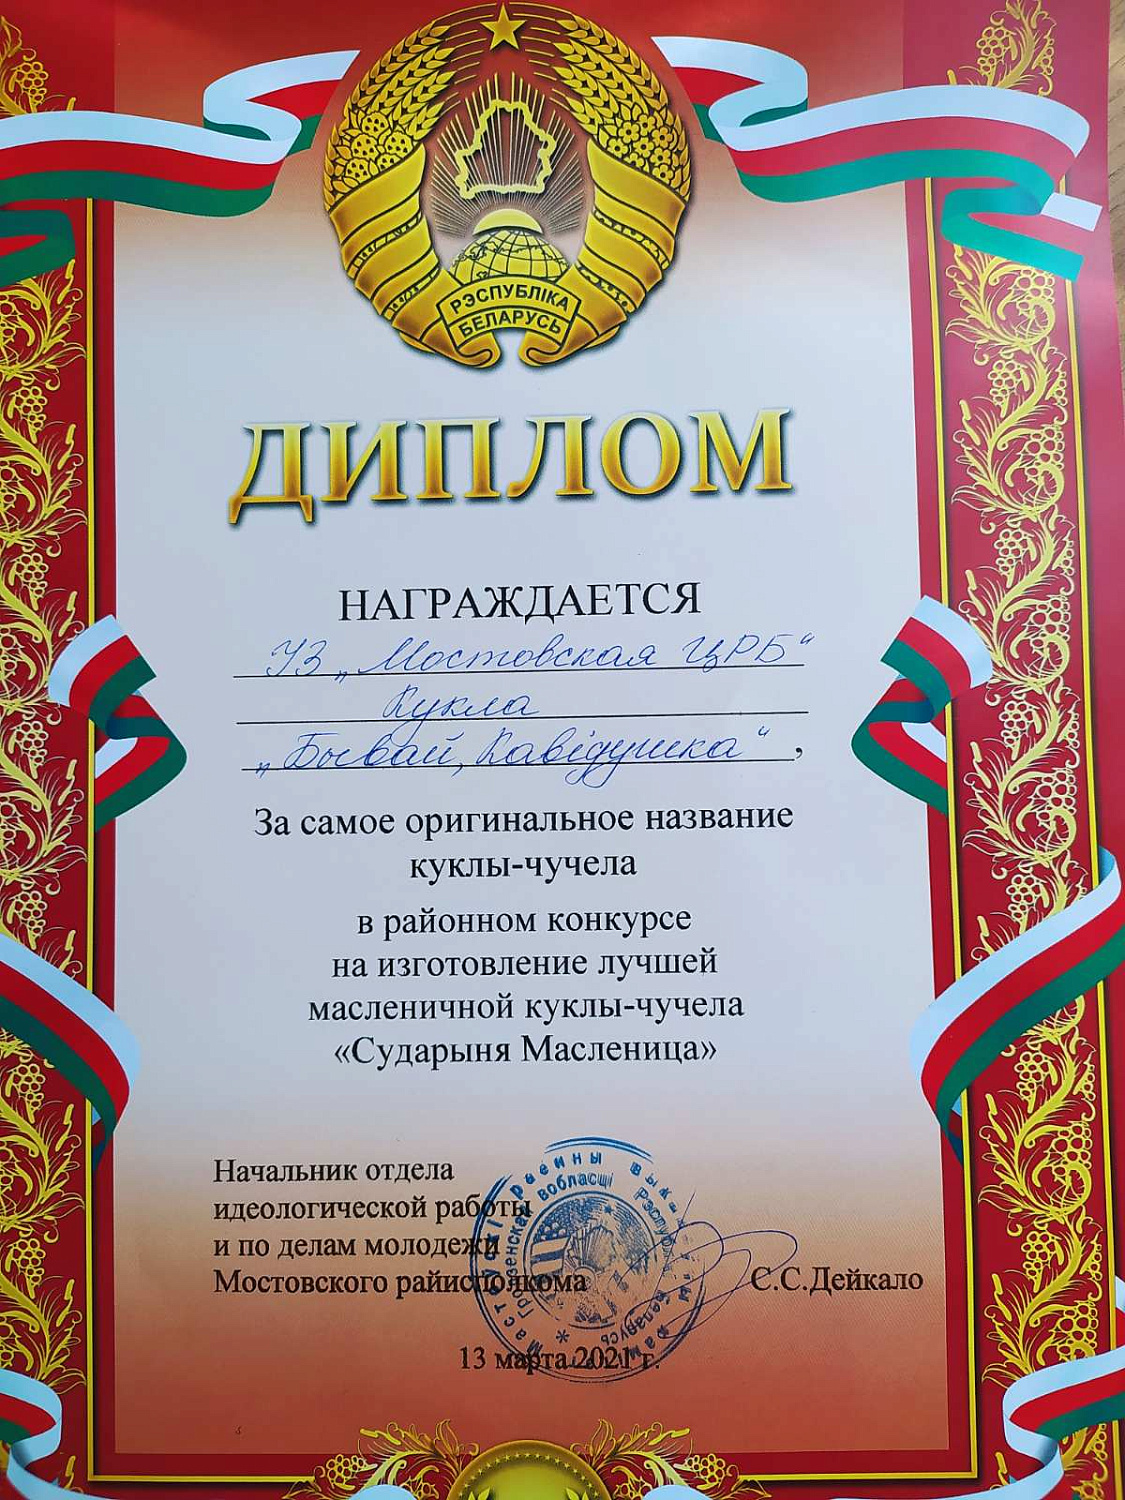 РЭСПУБЛІКА
БЕЛАРУСЬ
ДИПЛОМ
НАГРАЖДАЕТСЯ
УЗ „Мостовская ЦРБ“
Кукла
„Бывай, Кавідушка“,
За самое оригинальное название
куклы-чучела
в районном конкурсе
на изготовление лучшей
масленичной куклы-чучела
«Сударыня Масленица»
Начальник отдела
идеологической работы
и по делам молодежи
Мостовского райисполкома
С.С.Дейкало
13 марта 2021 г.